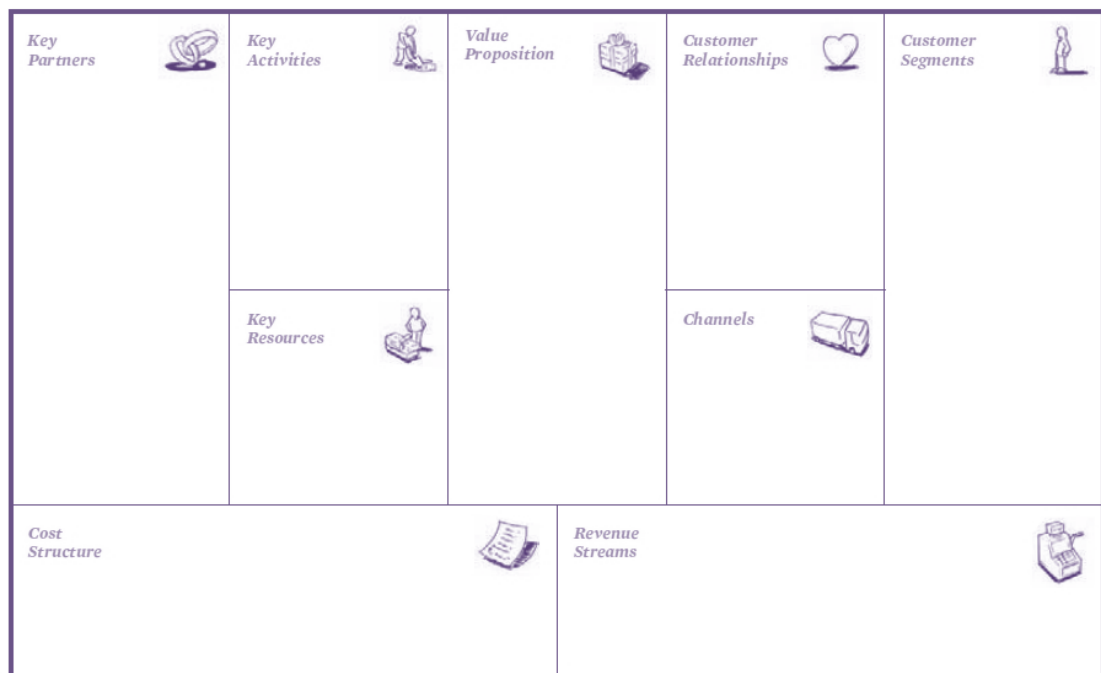 Key
Partners
Key
Activities
Value
Proposition
Customer
Relationships
Customer
Segments
Key
Resources
Channels
Cost
Structure
Revenue
Streams